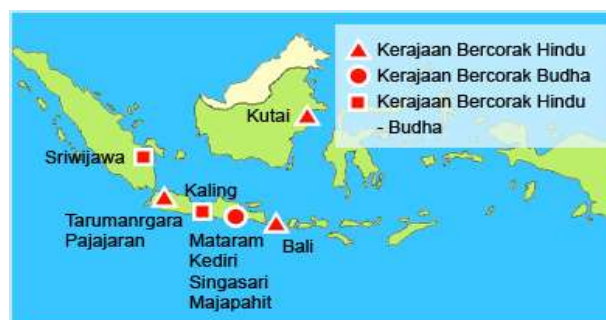 Kerajaan Bercorak Hindu
Kerajaan Bercorak Budha
Kerajaan Bercorak Hindu
- Budha
Kutai
Sriwijawa
Kaling
Tarumanrgara
Pajajaran
Mataram
Kediri
Singasari
Majapahit
Bali